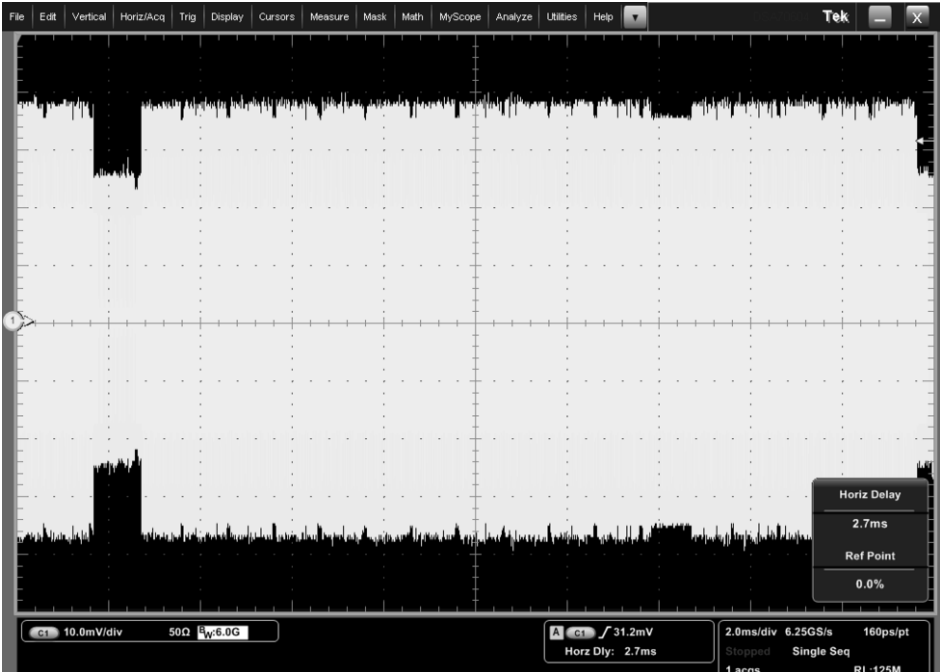 File Edit Vertical Horiz/Acq Trig Display Cursors Measure Mask Math MyScope Analyze Utilities Help ▼ Tek X
1
Horiz Delay
2.7ms
Ref Point
0.0%
C1 10.0mV/div 50Ω BW:6.0G
A C1 31.2mV
Horz Dly: 2.7ms
2.0ms/div 6.25GS/s 160ps/pt
Stopped Single Seq
1 acqs RL:125M